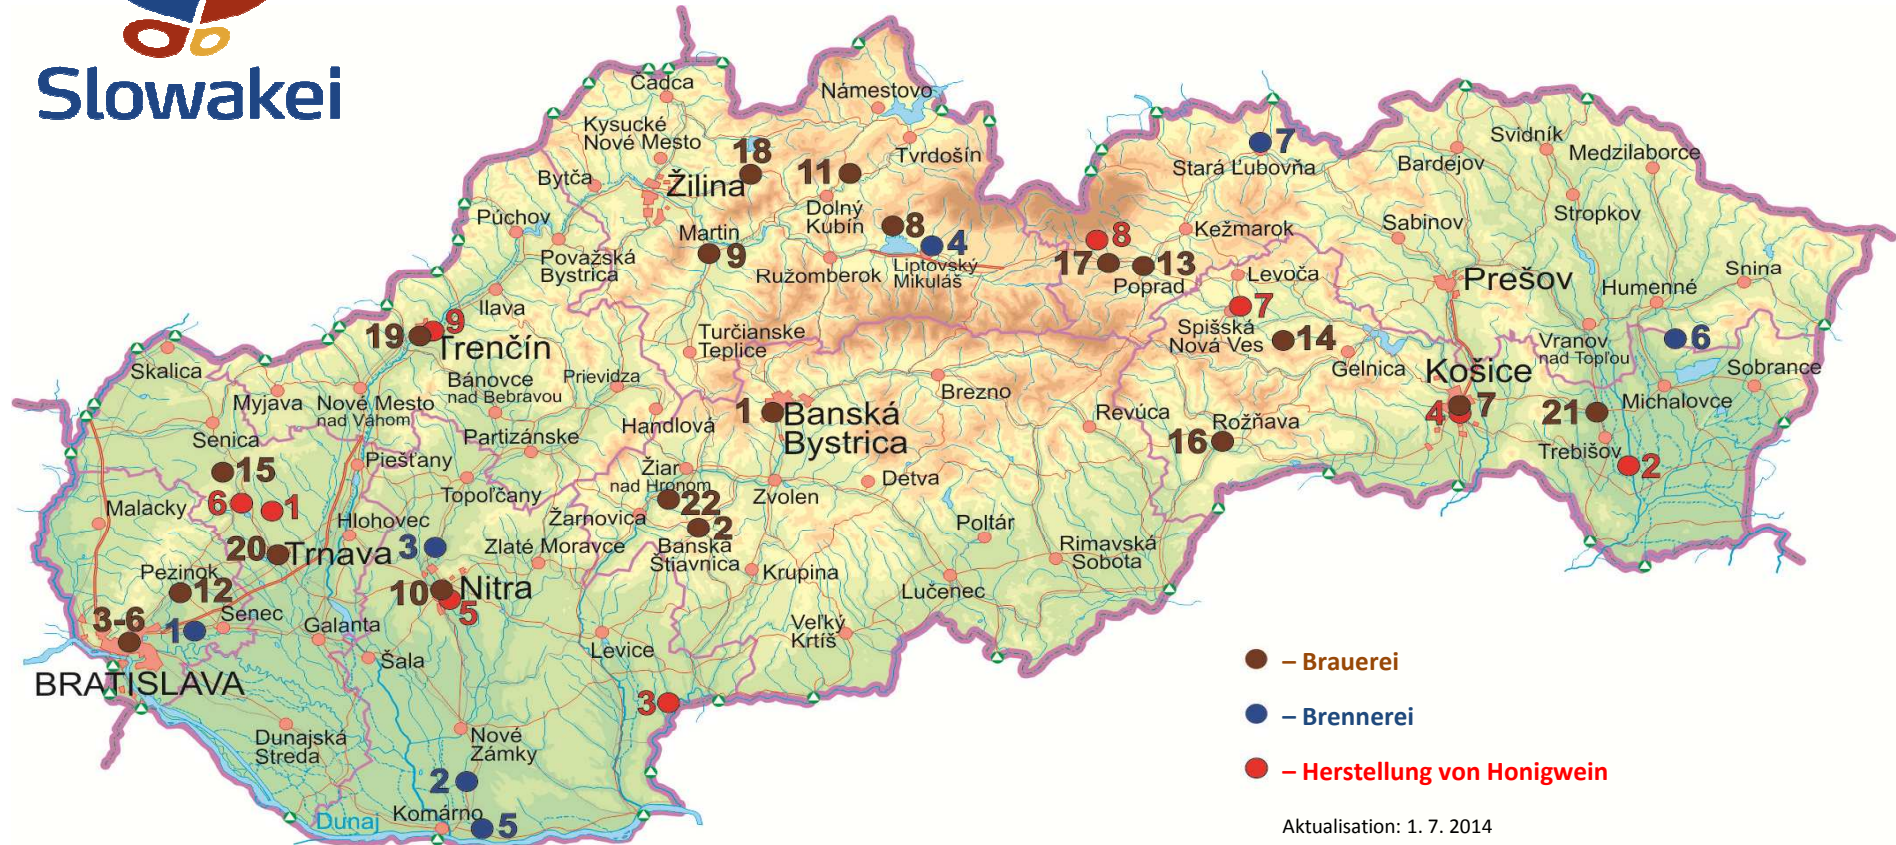 Slowakei
Čadca
Námestovo
Kysucké
Nové Mesto
18
11
Tvrdošín
7
Stará Ľubovňa
Svidník
Bardejov
Medzilaborce
Bytča
Žilina
Dolný
Kubín
Stropkov
Púchov
Martin
9
8
4
Liptovský
Mikuláš
8
Kežmarok
Sabinov
Považská
Bystrica
Ružomberok
17
13
Poprad
Levoča
Prešov
Snina
Humenné
Ilava
19
9
Trenčín
Turčianske
Teplice
7
Spišská
Nová Ves
14
Gelnica
Vranov
nad Topľou
6
Sobrance
Skalica
Myjava
Nové Mesto
nad Váhom
Bánovce
nad Bebravou
Prievidza
Brezno
Košice
4
7
21
Michalovce
Handlová
1
Banská
Bystrica
Revúca
Rožňava
16
Trebišov
2
Senica
15
Piešťany
Partizánske
Topoľčany
Žiar
nad Hronom
22
Zvolen
Detva
Malacky
6
1
Hlohovec
Žarnovica
2
Banská
Štiavnica
Poltár
20
Trnava
3
Zlaté Moravce
Krupina
Rimavská
Sobota
Pezinok
12
10
Nitra
5
Lučenec
3-6
1
Senec
Galanta
Šala
Levice
Veľký
Krtíš
BRATISLAVA
3
Dunajská
Streda
Nové
Zámky
2
Dunaj
Komárno
5
– Brauerei
– Brennerei
– Herstellung von Honigwein
Aktualisation: 1. 7. 2014